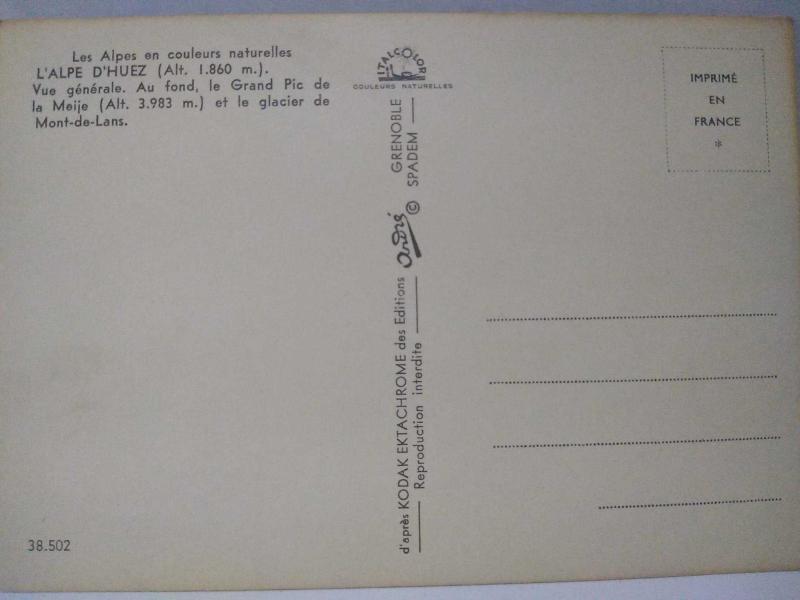 Les Alpes en couleurs naturelles
L'ALPE D'HUEZ (Alt. 1.860 m.).
Vue générale. Au fond, le Grand Pic de
la Meije (Alt. 3.983 m.) et le glacier de
Mont-de-Lans.
ITALCOLOR
COULEURS NATURELLES
IMPRIMÉ
EN
FRANCE
*
d'après KODAK EKTACHROME des Editions André GRENOBLE
Reproduction interdite © SPADEM
38.502